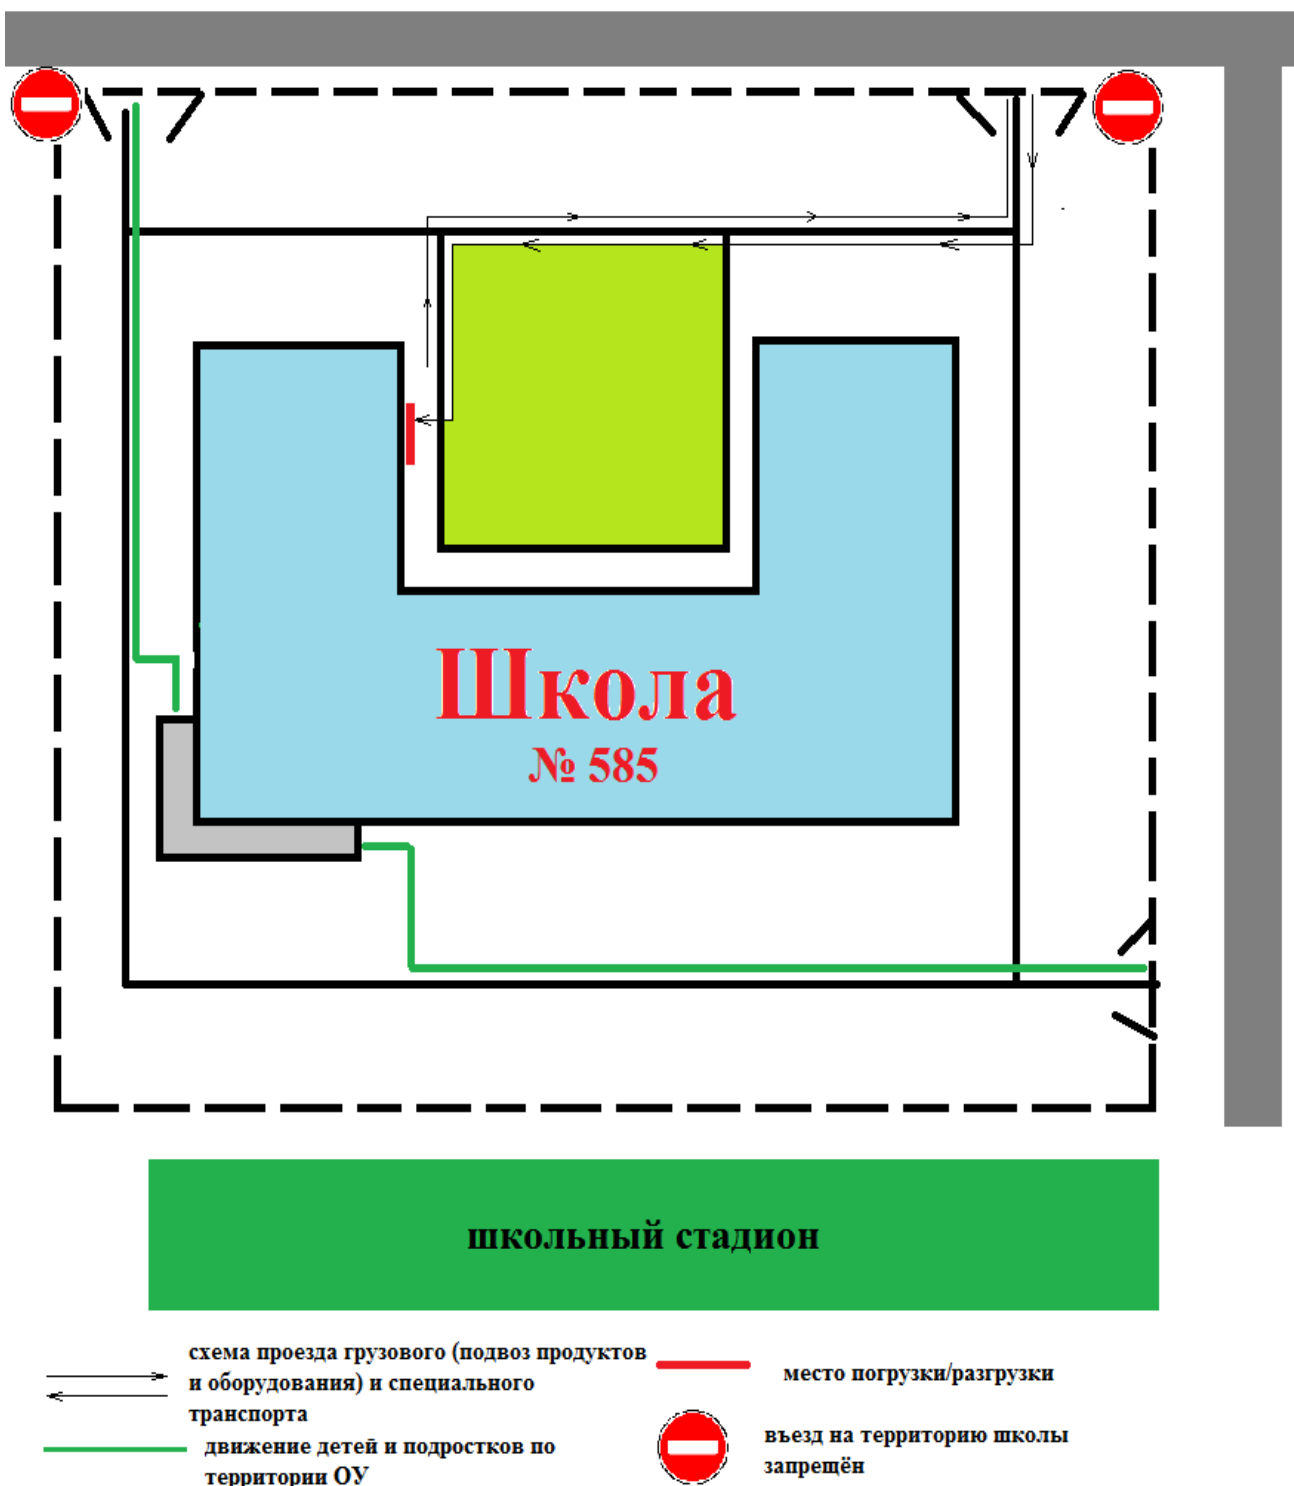 Школа
№ 585
школьный стадион
схема проезда грузового (подвоз продуктов
и оборудования) и специального
транспорта
место погрузки/разгрузки
движение детей и подростков по
территории ОУ
въезд на территорию школы
запрещён